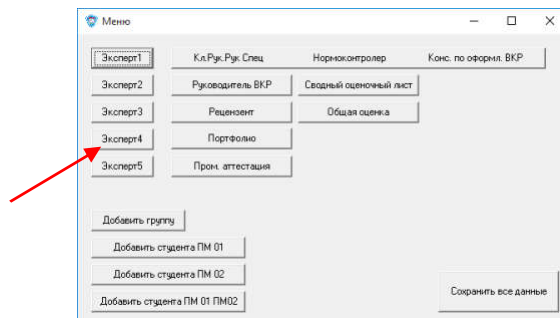 Меню
Эксперт1 Кл.Рук.Рук Спец Нормоконтролер Конс. по оформл. ВКР
Эксперт2 Руководитель ВКР Сводный оценочный лист
Эксперт3 Рецензент Общая оценка
Эксперт4 Портфолио
Эксперт5 Пром. аттестация
Добавить группу
Добавить студента ПМ 01
Добавить студента ПМ 02
Добавить студента ПМ 01 ПМ02
Сохранить все данные